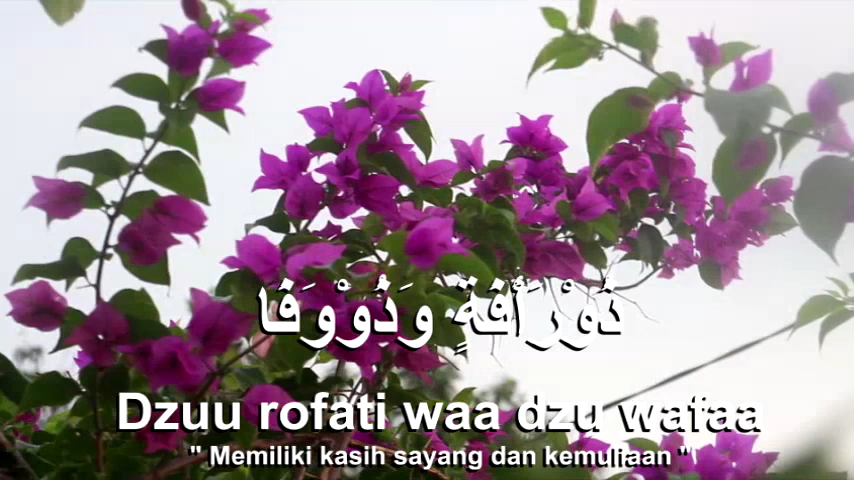 ذُوْرَأْفَةٍ وَذُوْوَفَا
Dzuu rofati waa dzu wafaa
" Memiliki kasih sayang dan kemuliaan "